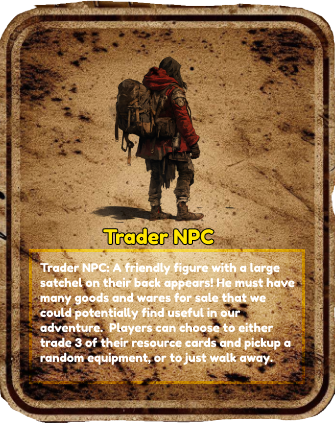 Trader NPC
Trader NPC: A friendly figure with a large
satchel on their back appears! He must have
many goods and wares for sale that we
could potentially find useful in our
adventure.  Players can choose to either
trade 3 of their resource cards and pickup a
random equipment, or to just walk away.